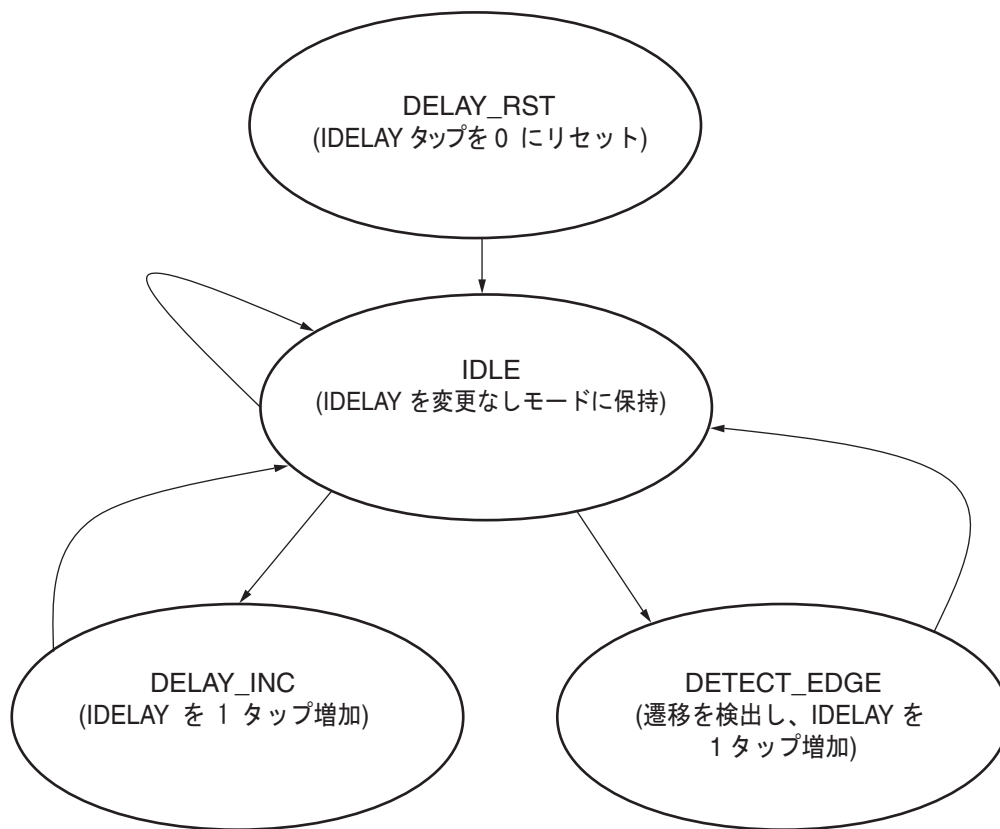 DELAY_RST
(IDELAY タップを 0 にリセット)
IDLE
(IDELAY を変更なしモードに保持)
DELAY_INC
(IDELAY を 1 タップ増加)
DETECT_EDGE
(遷移を検出し、IDELAY を
1 タップ増加)